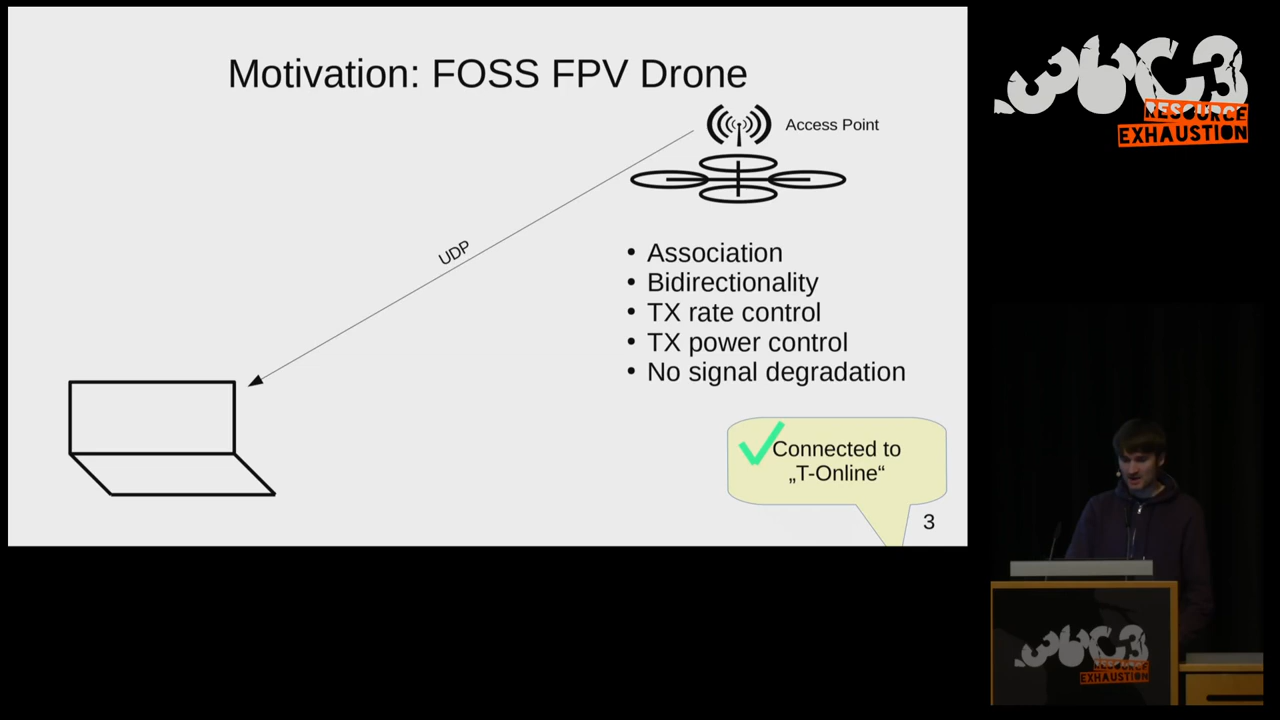 Motivation: FOSS FPV Drone
Access Point
UDP
• Association
• Bidirectionality
• TX rate control
• TX power control
• No signal degradation
Connected to
„T-Online“
3
36C3
RESOURCE
EXHAUSTION
36C3
RESOURCE
EXHAUSTION